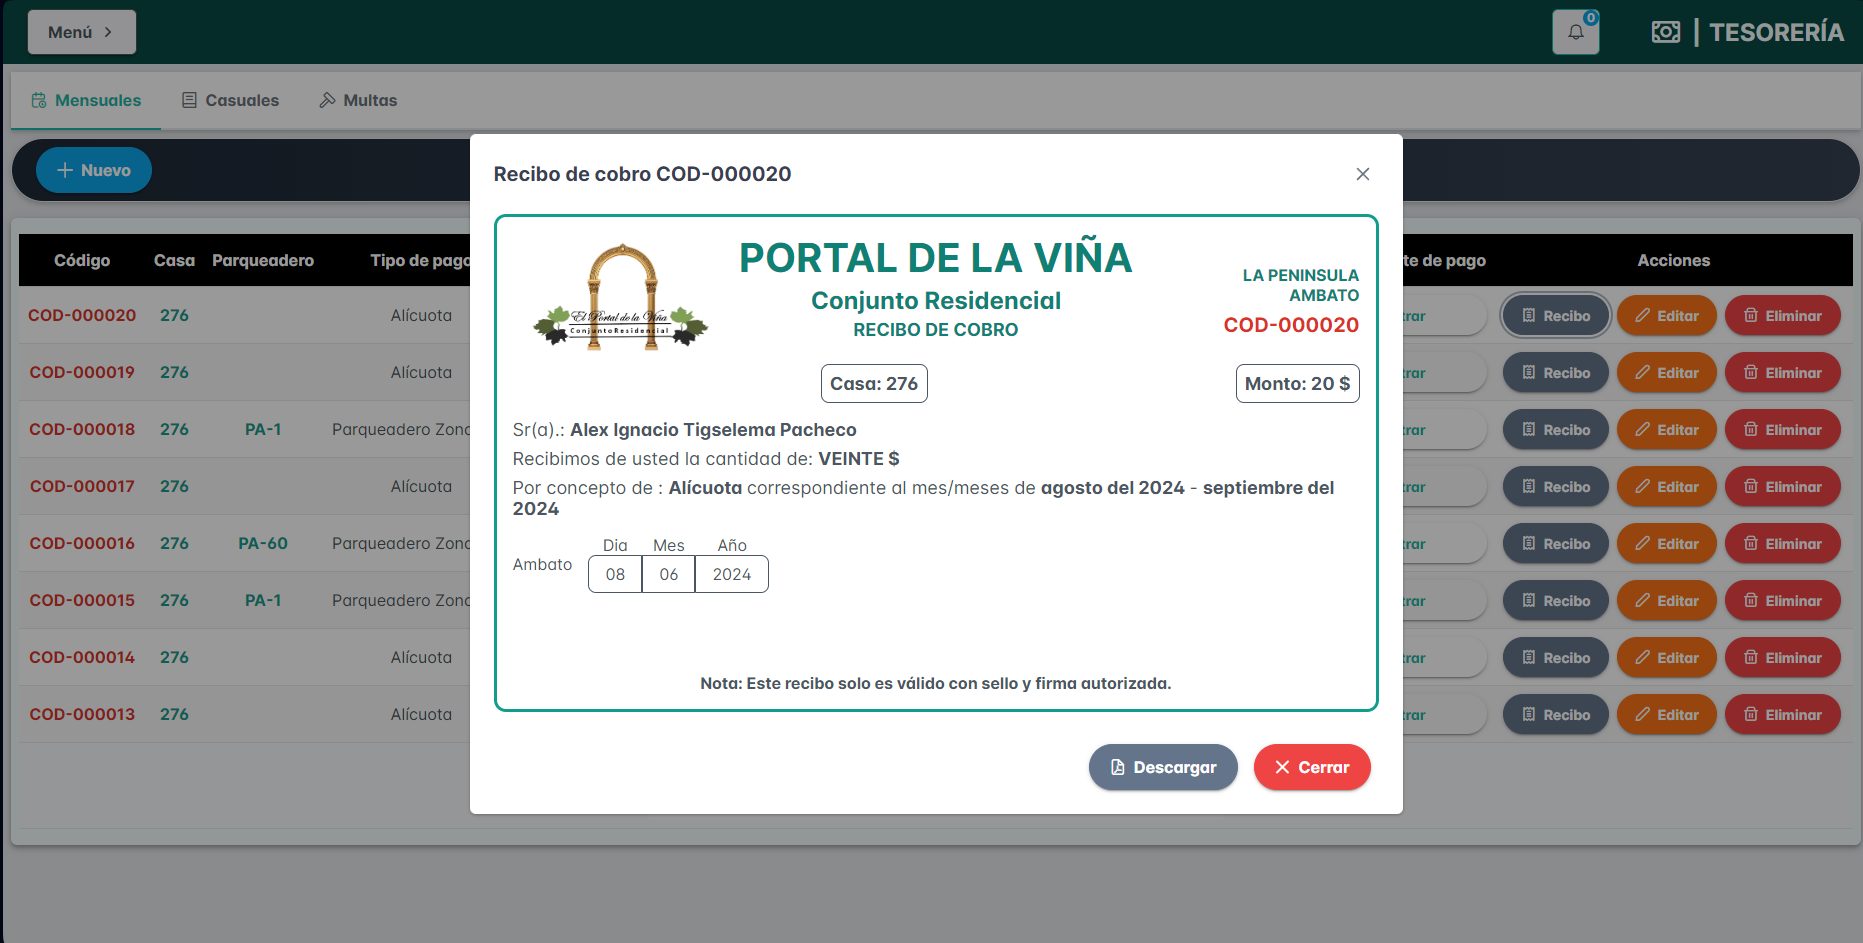 Menú
0
| TESORERÍA
Mensuales
Casuales
Multas
Nuevo
Recibo de cobro COD-000020
El Portal de la Viña
Conjunto Residencial
PORTAL DE LA VIÑA
Conjunto Residencial
RECIBO DE COBRO
LA PENINSULA
AMBATO
COD-000020
Casa: 276
Monto: 20 $
Sr(a).: Alex Ignacio Tigselema Pacheco
Recibimos de usted la cantidad de: VEINTE $
Por concepto de : Alícuota correspondiente al mes/meses de agosto del 2024 - septiembre del
2024
Ambato
Dia Mes Año
08 06 2024
Nota: Este recibo solo es válido con sello y firma autorizada.
Descargar
Cerrar
Código Casa Parqueadero Tipo de pago te de pago Acciones
COD-000020 276 Alícuota trar Recibo Editar Eliminar
COD-000019 276 Alícuota rar Recibo Editar Eliminar
COD-000018 276 PA-1 Parqueadero Zona rar Recibo Editar Eliminar
COD-000017 276 Alícuota rar Recibo Editar Eliminar
COD-000016 276 PA-60 Parqueadero Zona rar Recibo Editar Eliminar
COD-000015 276 PA-1 Parqueadero Zona trar Recibo Editar Eliminar
COD-000014 276 Alícuota rar Recibo Editar Eliminar
COD-000013 276 Alícuota trar Recibo Editar Eliminar